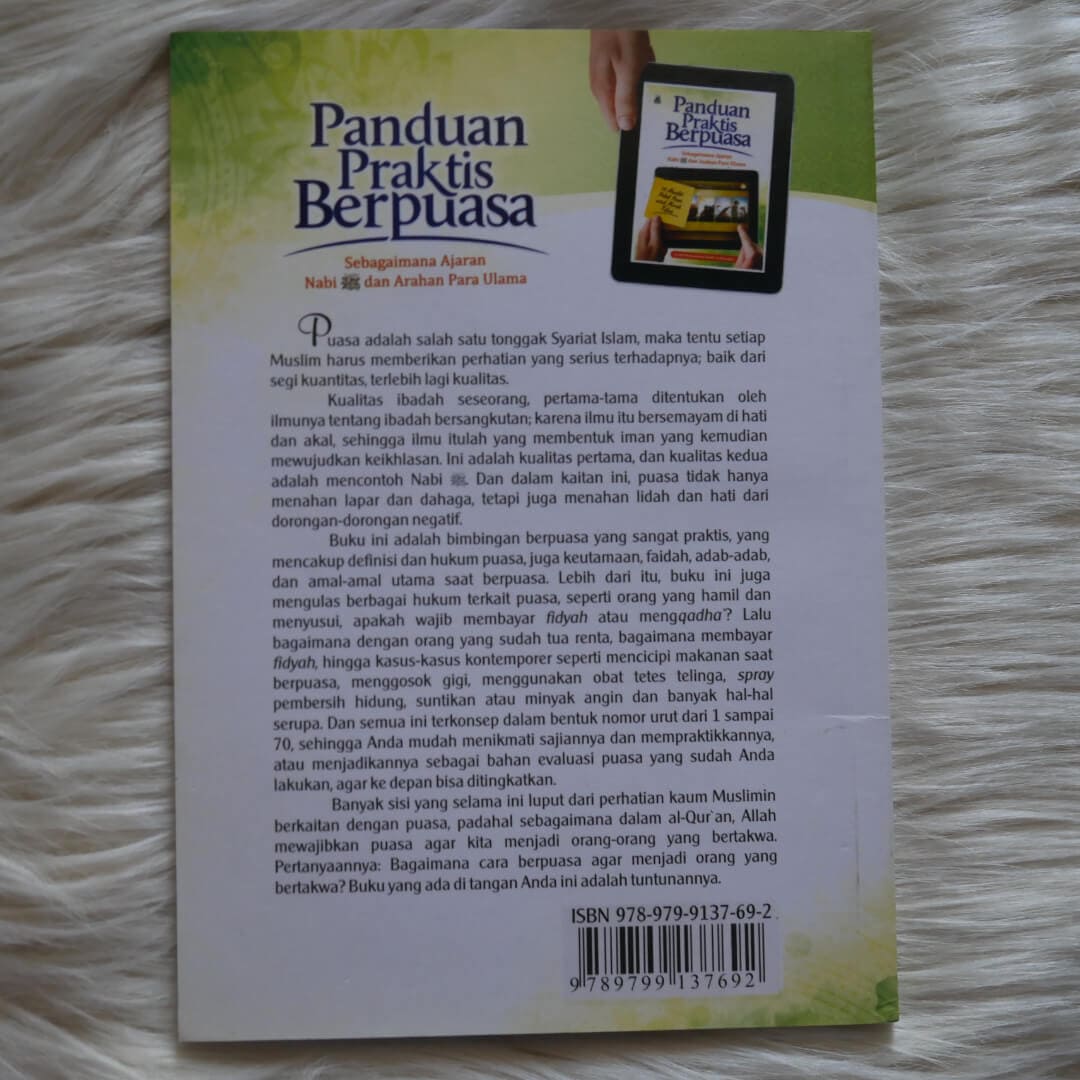 Panduan
Praktis
Berpuasa
Sebagaimana Ajaran
Nabi ﷺ dan Arahan Para Ulama
Panduan
Praktis
Berpuasa
Sebagaimana Ajaran
Nabi ﷺ dan Arahan Para Ulama
Puasa adalah salah satu tonggak Syariat Islam, maka tentu setiap
Muslim harus memberikan perhatian yang serius terhadapnya; baik dari
segi kuantitas, terlebih lagi kualitas.
Kualitas ibadah seseorang, pertama-tama ditentukan oleh
ilmunya tentang ibadah bersangkutan; karena ilmu itu bersemayam di hati
dan akal, sehingga ilmu itulah yang membentuk iman yang kemudian
mewujudkan keikhlasan. Ini adalah kualitas pertama, dan kualitas kedua
adalah mencontoh Nabi ﷺ. Dan dalam kaitan ini, puasa tidak hanya
menahan lapar dan dahaga, tetapi juga menahan lidah dan hati dari
dorongan-dorongan negatif.
Buku ini adalah bimbingan berpuasa yang sangat praktis, yang
mencakup definisi dan hukum puasa, juga keutamaan, faidah, adab-adab,
dan amal-amal utama saat berpuasa. Lebih dari itu, buku ini juga
mengulas berbagai hukum terkait puasa, seperti orang yang hamil dan
menyusui, apakah wajib membayar fidyah atau mengqadha'? Lalu
bagaimana dengan orang yang sudah tua renta, bagaimana membayar
fidyah, hingga kasus-kasus kontemporer seperti mencicipi makanan saat
berpuasa, menggosok gigi, menggunakan obat tetes telinga, spray
pembersih hidung, suntikan atau minyak angin dan banyak hal-hal
serupa. Dan semua ini terkonsep dalam bentuk nomor urut dari 1 sampai
70, sehingga Anda mudah menikmati sajiannya dan mempraktikkannya,
atau menjadikannya sebagai bahan evaluasi puasa yang sudah Anda
lakukan, agar ke depan bisa ditingkatkan.
Banyak sisi yang selama ini luput dari perhatian kaum Muslimin
berkaitan dengan puasa, padahal sebagaimana dalam al-Qur`an, Allah
mewajibkan puasa agar kita menjadi orang-orang yang bertakwa.
Pertanyaannya: Bagaimana cara berpuasa agar menjadi orang yang
bertakwa? Buku yang ada di tangan Anda ini adalah tuntunannya.
ISBN 978-979-9137-69-2
9 789799 137692